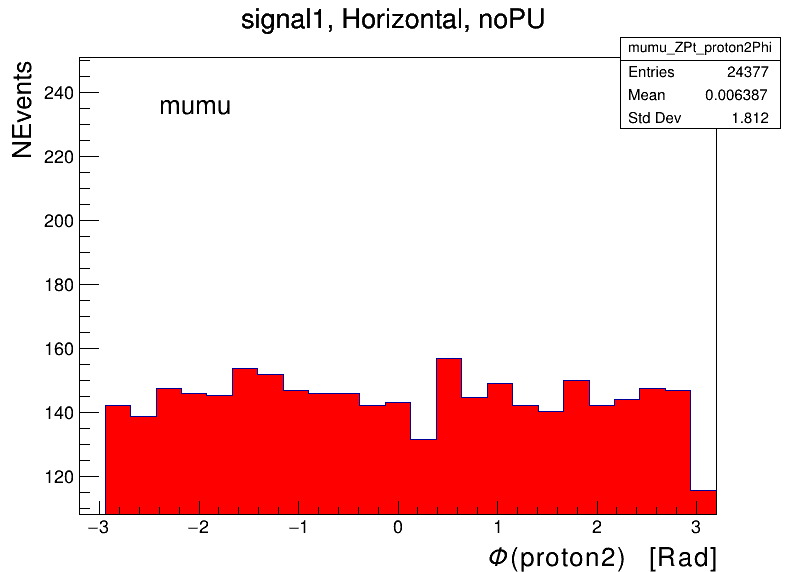 signal1, Horizontal, noPU
mumu_ZPt_proton2Phi
Entries 24377
Mean 0.006387
Std Dev 1.812
NEvents
mumu
240
220
200
180
160
140
120
−3 −2 −1 0 1 2 3
Φ(proton2) [Rad]